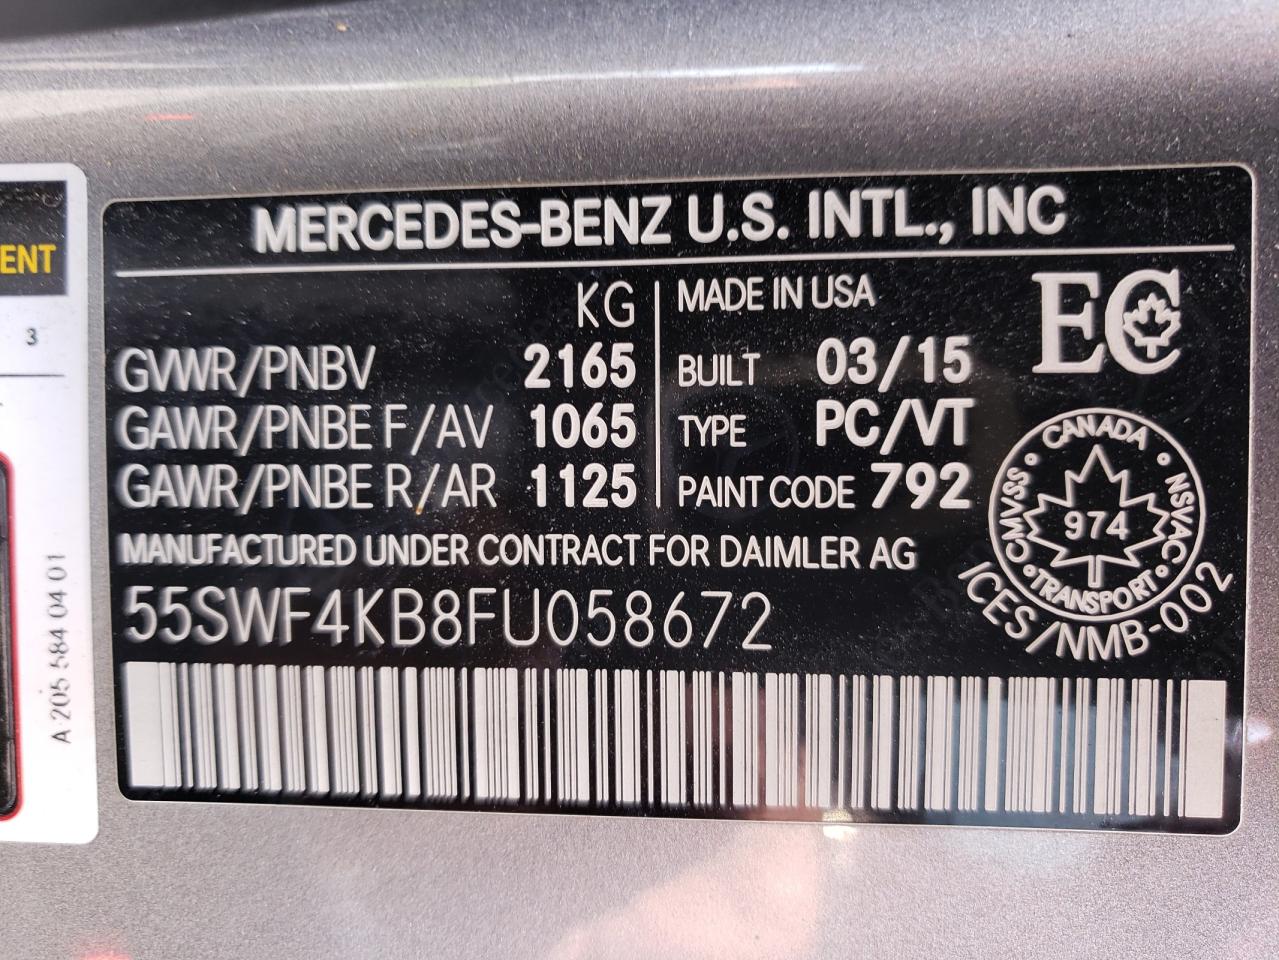 MERCEDES-BENZ U.S. INTL., INC
KG
GVWR/PNBV 2165
GAWR/PNBE F/AV 1065
GAWR/PNBE R/AR 1125
MADE IN USA
BUILT 03/15
TYPE PC/VT
PAINT CODE 792
MANUFACTURED UNDER CONTRACT FOR DAIMLER AG
55SWF4KB8FU058672
EC
CANADA • NSVAC • TRANSPORT • CMVSS •
974
ICES/NMB-002
ENT
3
A 205 584 04 01